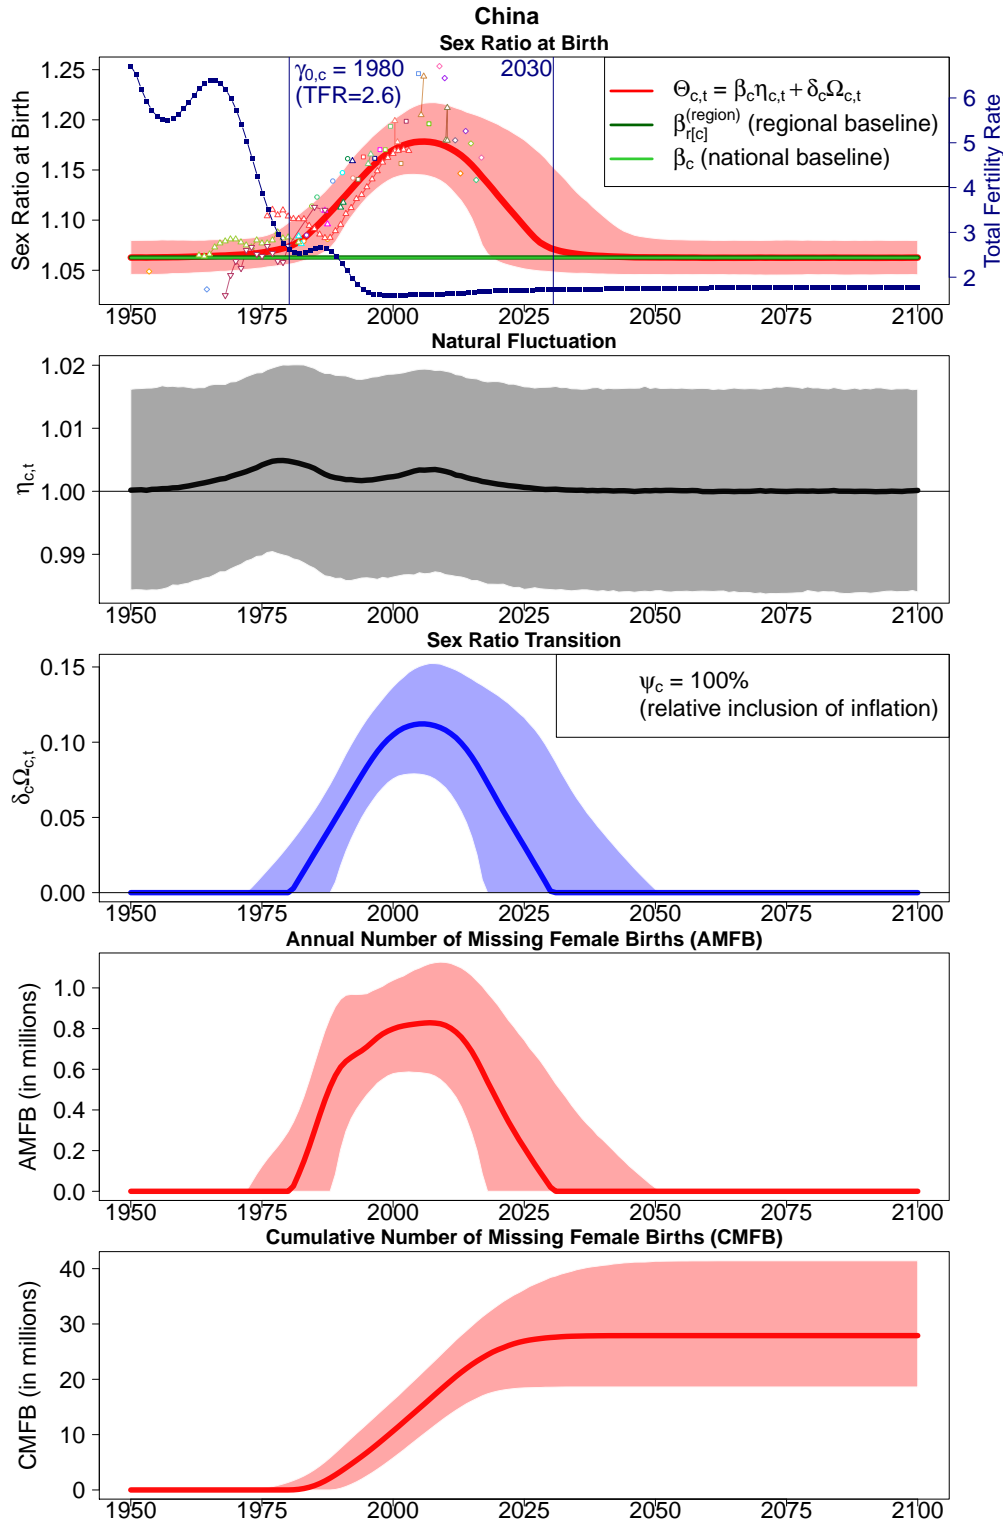 China
Sex Ratio at Birth
γ0,c = 1980
(TFR=2.6)
2030
Θc,t = βcηc,t + δcΩc,t
βr[c](region) (regional baseline)
βc (national baseline)
Sex Ratio at Birth
1.25
1.20
1.15
1.10
1.05
Total Fertility Rate
6
5
4
3
2
1950 1975 2000 2025 2050 2075 2100
Natural Fluctuation
ηc,t
1.02
1.01
1.00
0.99
1950 1975 2000 2025 2050 2075 2100
Sex Ratio Transition
ψc = 100%
(relative inclusion of inflation)
δcΩc,t
0.15
0.10
0.05
0.00
1950 1975 2000 2025 2050 2075 2100
Annual Number of Missing Female Births (AMFB)
AMFB (in millions)
1.0
0.8
0.6
0.4
0.2
0.0
1950 1975 2000 2025 2050 2075 2100
Cumulative Number of Missing Female Births (CMFB)
CMFB (in millions)
40
30
20
10
0
1950 1975 2000 2025 2050 2075 2100